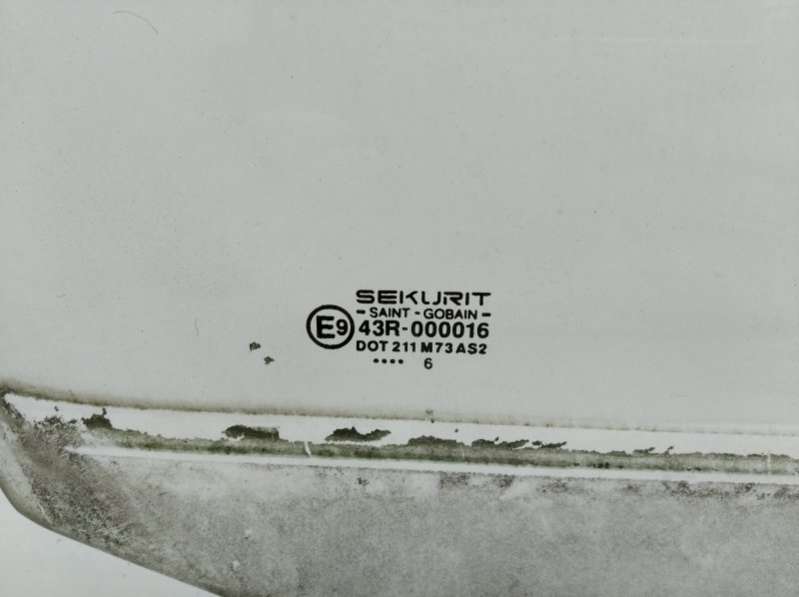 SEKURIT
- SAINT - GOBAIN -
E9 43R-000016
DOT 211 M73 AS2
•••• 6